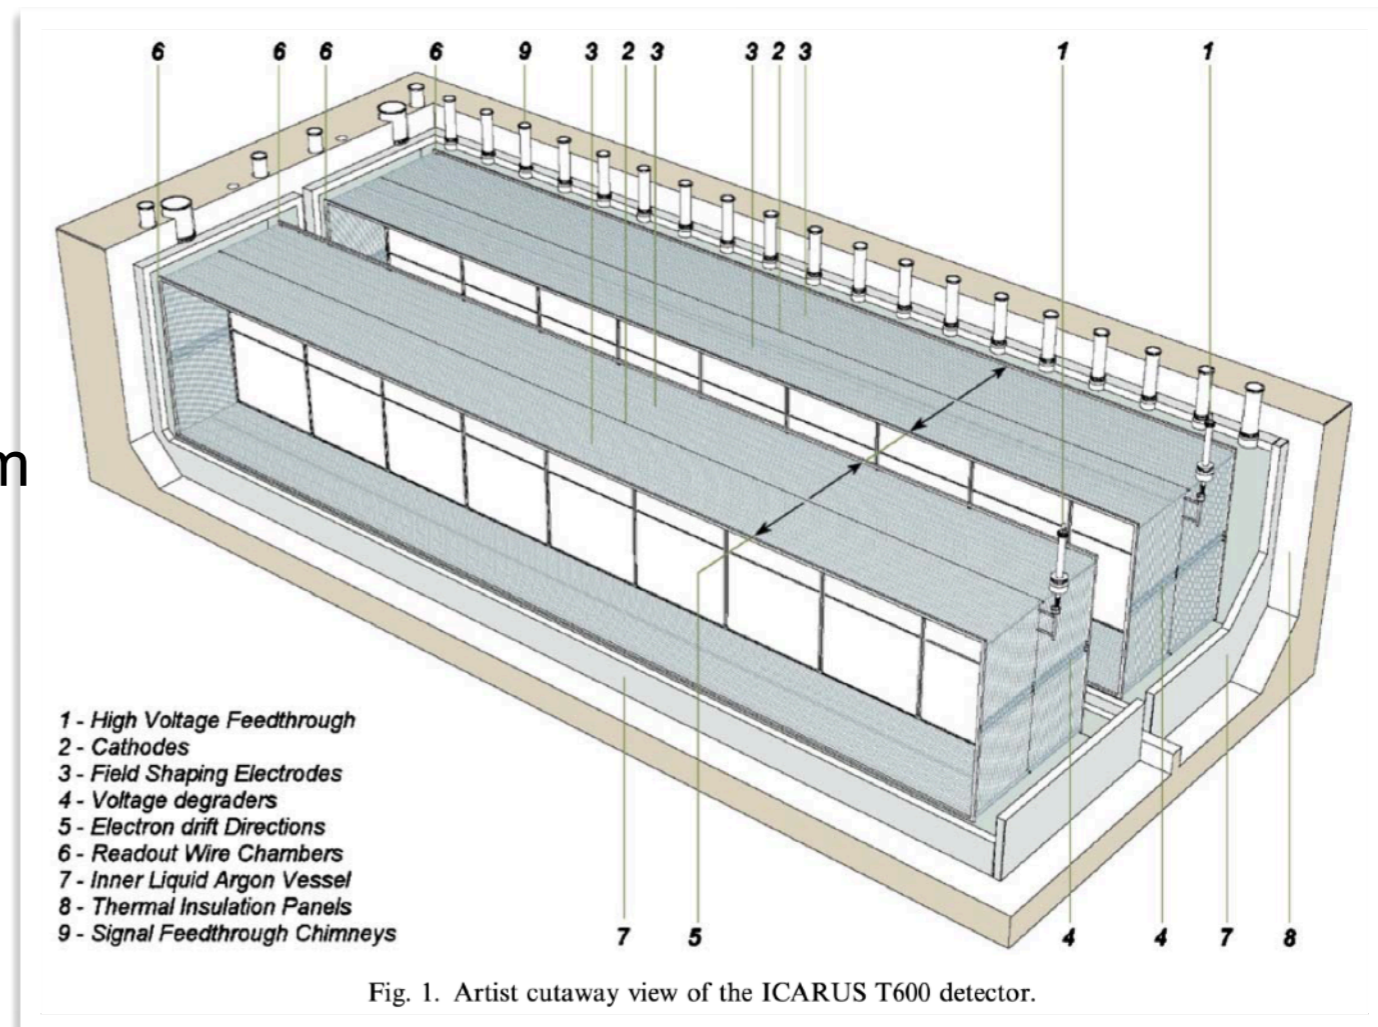 6 6 6 6 9 3 2 3 3 2 3 1 1
m
1 - High Voltage Feedthrough
2 - Cathodes
3 - Field Shaping Electrodes
4 - Voltage degraders
5 - Electron drift Directions
6 - Readout Wire Chambers
7 - Inner Liquid Argon Vessel
8 - Thermal Insulation Panels
9 - Signal Feedthrough Chimneys
7 5 4 4 7 8
Fig. 1. Artist cutaway view of the ICARUS T600 detector.